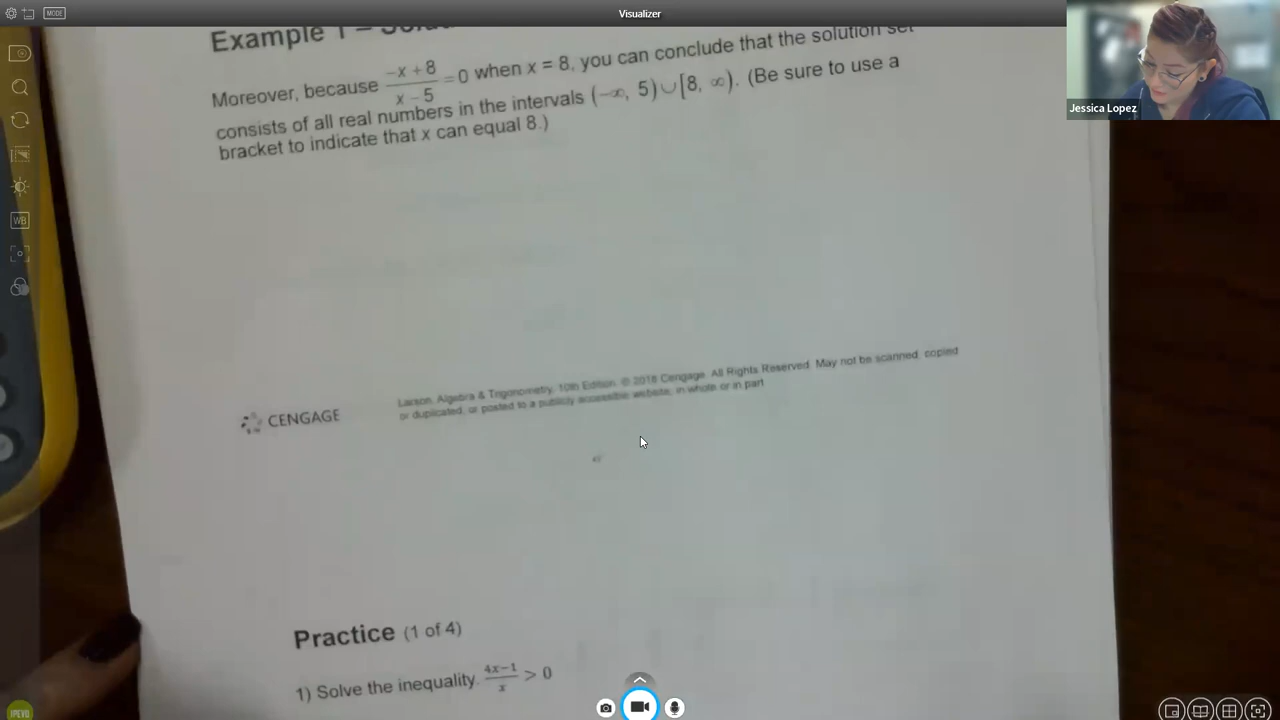 Visualizer
MODE
Jessica Lopez
Example 1 –
Moreover, because −x + 8 / x − 5 = 0 when x = 8, you can conclude that the solution set
consists of all real numbers in the intervals (−∞, 5) ∪ [8, ∞). (Be sure to use a
bracket to indicate that x can equal 8.)
WB
CENGAGE
Larson, Algebra & Trigonometry, 10th Edition. © 2018 Cengage. All Rights Reserved. May not be scanned, copied
or duplicated, or posted to a publicly accessible website, in whole or in part.
Practice (1 of 4)
1) Solve the inequality. 4x−1 / x > 0
IPEVO